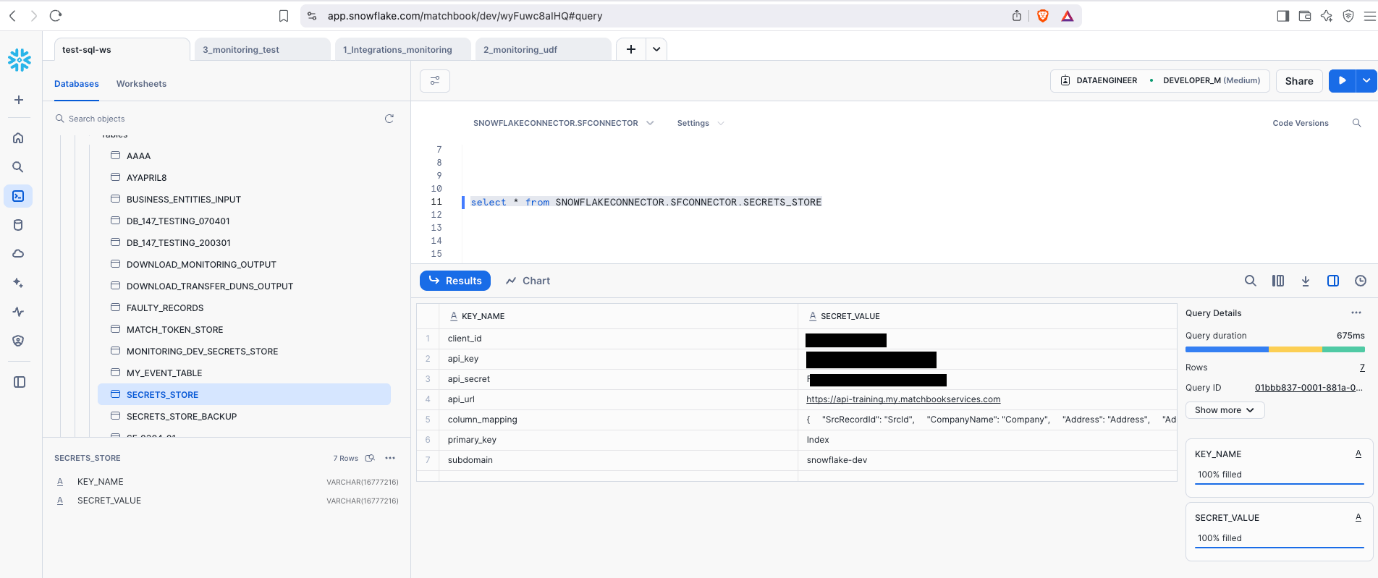 app.snowflake.com/matchbook/dev/wyFuwc8aIHQ#query
test-sql-ws
3_monitoring_test
1_Integrations_monitoring
2_monitoring_udf
Databases
Worksheets
DATAENGINEER
DEVELOPER_M (Medium)
Share
Search objects
SNOWFLAKECONNECTOR.SFCONNECTOR
Settings
Code Versions
Tables
AAAA
AYAPRIL8
BUSINESS_ENTITIES_INPUT
DB_147_TESTING_070401
DB_147_TESTING_200301
DOWNLOAD_MONITORING_OUTPUT
DOWNLOAD_TRANSFER_DUNS_OUTPUT
FAULTY_RECORDS
MATCH_TOKEN_STORE
MONITORING_DEV_SECRETS_STORE
MY_EVENT_TABLE
SECRETS_STORE
SECRETS_STORE_BACKUP
SECRETS_STORE 7 Rows
A KEY_NAME VARCHAR(16777216)
A SECRET_VALUE VARCHAR(16777216)
7
8
9
10
11 select * from SNOWFLAKECONNECTOR.SFCONNECTOR.SECRETS_STORE
12
13
14
15
Results
Chart
A KEY_NAME A SECRET_VALUE
1 client_id
2 api_key
3 api_secret F
4 api_url https://api-training.my.matchbookservices.com
5 column_mapping { "SrcRecordId": "SrcId", "CompanyName": "Company", "Address": "Address", "Ad
6 primary_key Index
7 subdomain snowflake-dev
Query Details
Query duration 675ms
Rows 7
Query ID 01bbb837-0001-881a-0...
Show more
KEY_NAME A
100% filled
SECRET_VALUE A
100% filled